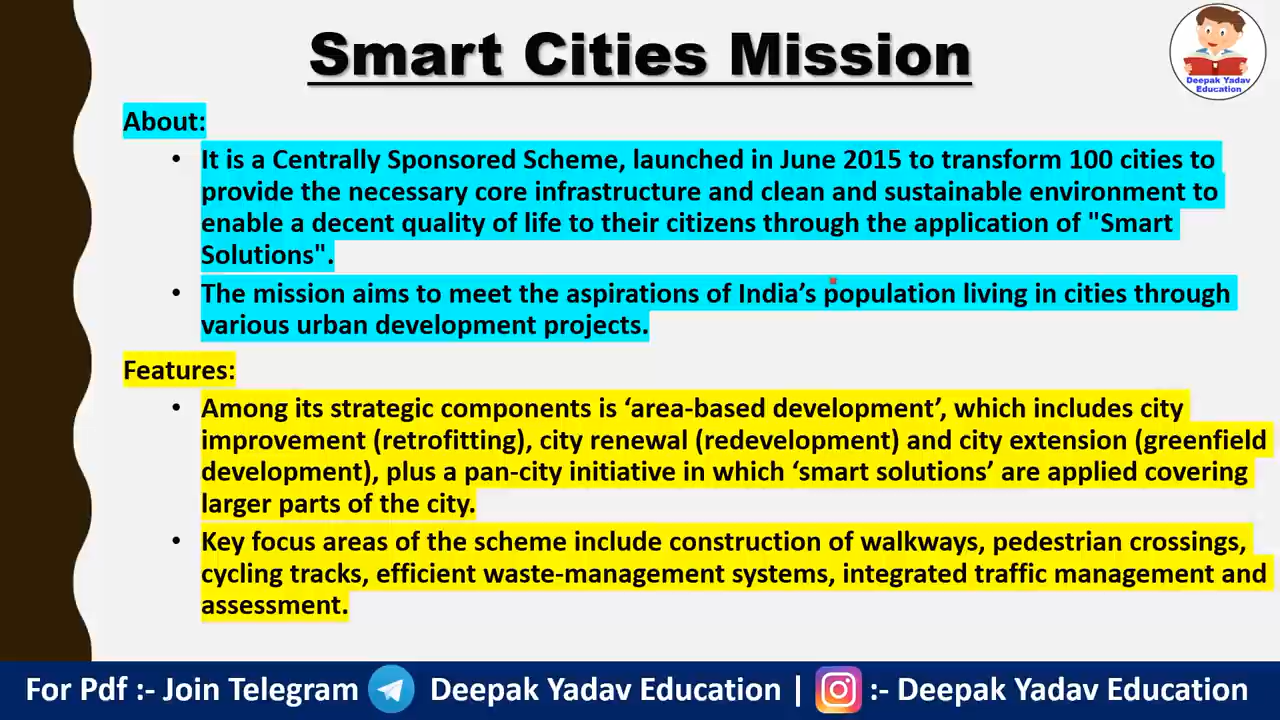 Smart Cities Mission
Deepak Yadav
Education
About:
• It is a Centrally Sponsored Scheme, launched in June 2015 to transform 100 cities to
provide the necessary core infrastructure and clean and sustainable environment to
enable a decent quality of life to their citizens through the application of "Smart
Solutions".
• The mission aims to meet the aspirations of India’s population living in cities through
various urban development projects.
Features:
• Among its strategic components is ‘area-based development’, which includes city
improvement (retrofitting), city renewal (redevelopment) and city extension (greenfield
development), plus a pan-city initiative in which ‘smart solutions’ are applied covering
larger parts of the city.
• Key focus areas of the scheme include construction of walkways, pedestrian crossings,
cycling tracks, efficient waste-management systems, integrated traffic management and
assessment.
For Pdf :- Join Telegram Deepak Yadav Education | :- Deepak Yadav Education